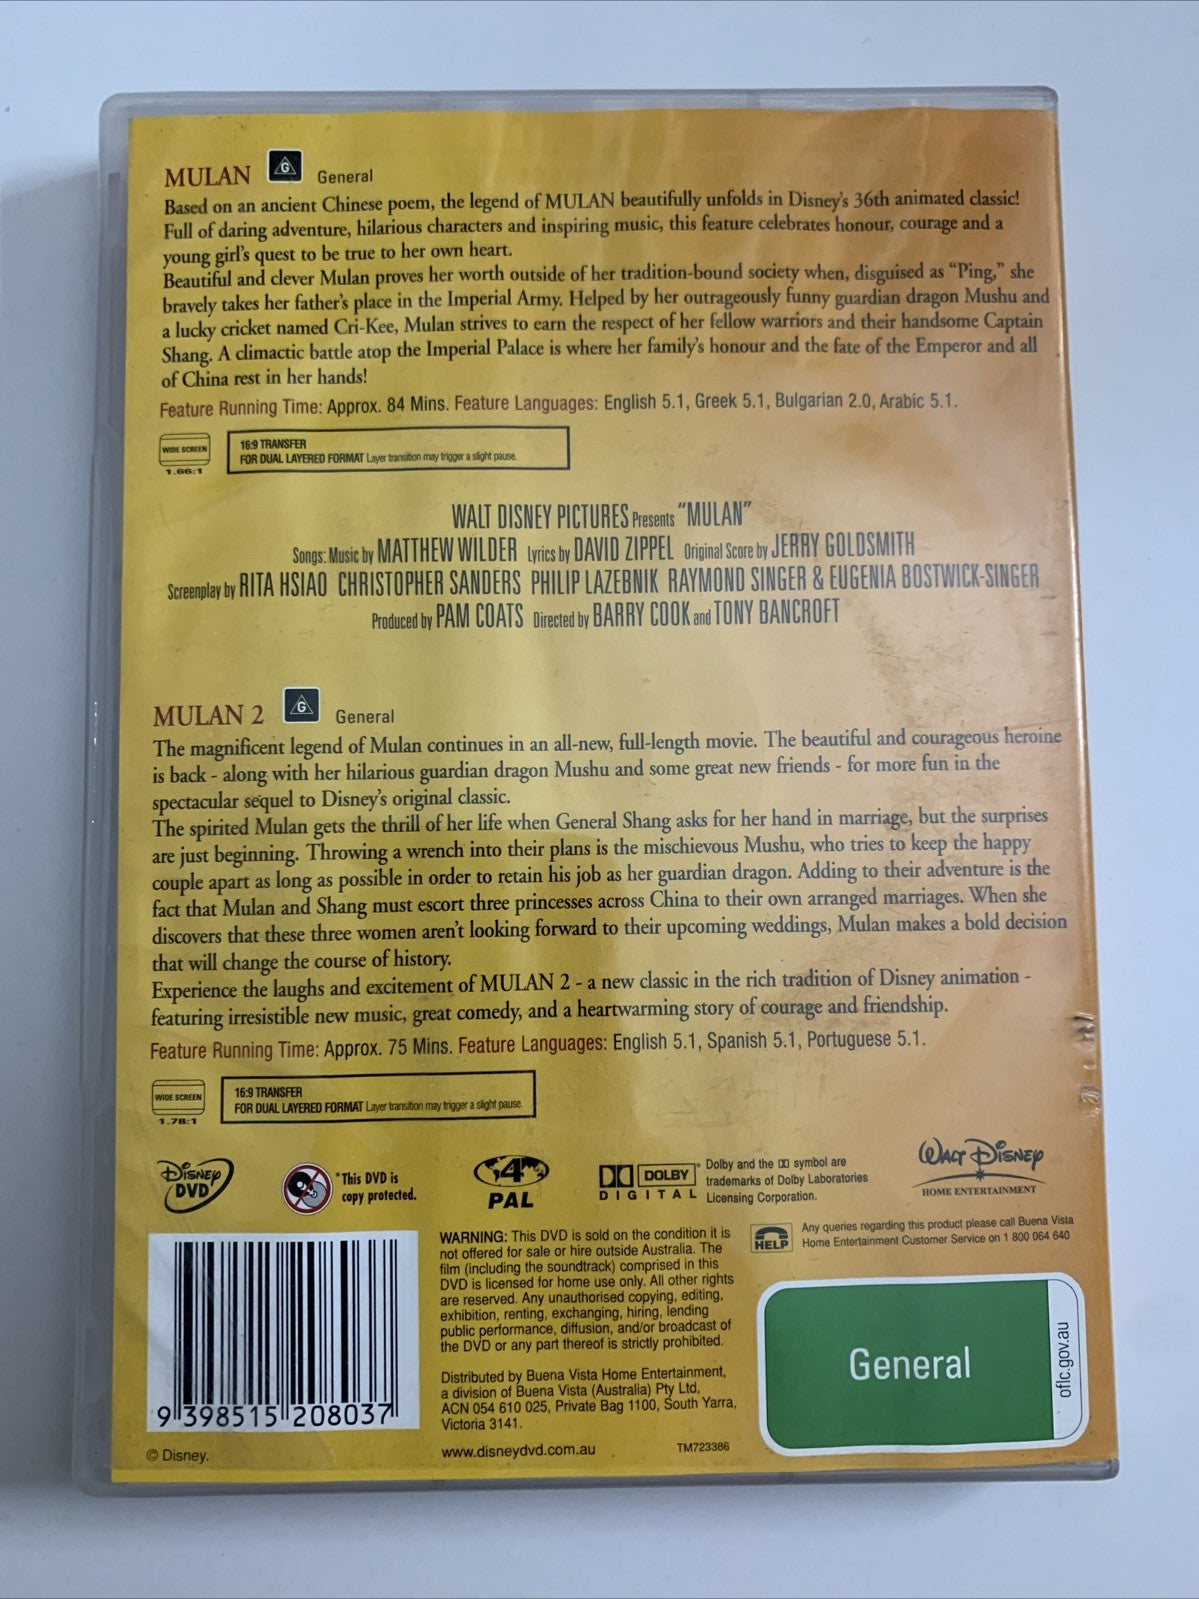 MULAN G General
Based on an ancient Chinese poem, the legend of MULAN beautifully unfolds in Disney's 36th animated classic!
Full of daring adventure, hilarious characters and inspiring music, this feature celebrates honour, courage and a
young girl's quest to be true to her own heart.
Beautiful and clever Mulan proves her worth outside of her tradition-bound society when, disguised as “Ping,” she
bravely takes her father's place in the Imperial Army. Helped by her outrageously funny guardian dragon Mushu and
a lucky cricket named Cri-Kee, Mulan strives to earn the respect of her fellow warriors and their handsome Captain
Shang. A climactic battle atop the Imperial Palace is where her family's honour and the fate of the Emperor and all
of China rest in her hands!
Feature Running Time: Approx. 84 Mins. Feature Languages: English 5.1, Greek 5.1, Bulgarian 2.0, Arabic 5.1.
WIDE SCREEN
1.66:1
16:9 TRANSFER
FOR DUAL LAYERED FORMAT Layer transition may trigger a slight pause.
WALT DISNEY PICTURES Presents “MULAN”
Songs: Music by MATTHEW WILDER Lyrics by DAVID ZIPPEL Original Score by JERRY GOLDSMITH
Screenplay by RITA HSIAO CHRISTOPHER SANDERS PHILIP LAZEBNIK RAYMOND SINGER & EUGENIA BOSTWICK-SINGER
Produced by PAM COATS Directed by BARRY COOK and TONY BANCROFT
MULAN 2 G General
The magnificent legend of Mulan continues in an all-new, full-length movie. The beautiful and courageous heroine
is back - along with her hilarious guardian dragon Mushu and some great new friends - for more fun in the
spectacular sequel to Disney's original classic.
The spirited Mulan gets the thrill of her life when General Shang asks for her hand in marriage, but the surprises
are just beginning. Throwing a wrench into their plans is the mischievous Mushu, who tries to keep the happy
couple apart as long as possible in order to retain his job as her guardian dragon. Adding to their adventure is the
fact that Mulan and Shang must escort three princesses across China to their own arranged marriages. When she
discovers that these three women aren't looking forward to their upcoming weddings, Mulan makes a bold decision
that will change the course of history.
Experience the laughs and excitement of MULAN 2 - a new classic in the rich tradition of Disney animation -
featuring irresistible new music, great comedy, and a heartwarming story of courage and friendship.
Feature Running Time: Approx. 75 Mins. Feature Languages: English 5.1, Spanish 5.1, Portuguese 5.1.
WIDE SCREEN
1.78:1
16:9 TRANSFER
FOR DUAL LAYERED FORMAT Layer transition may trigger a slight pause.
Disney
DVD
*This DVD is
copy protected.
4
PAL
DOLBY
DIGITAL
Dolby and the DD symbol are
trademarks of Dolby Laboratories
Licensing Corporation.
WALT DISNEY
HOME ENTERTAINMENT
9 398515 208037
© Disney.
WARNING: This DVD is sold on the condition it is
not offered for sale or hire outside Australia. The
film (including the soundtrack) comprised in this
DVD is licensed for home use only. All other rights
are reserved. Any unauthorised copying, editing,
exhibition, renting, exchanging, hiring, lending
public performance, diffusion, and/or broadcast of
the DVD or any part thereof is strictly prohibited.
Distributed by Buena Vista Home Entertainment,
a division of Buena Vista (Australia) Pty Ltd,
ACN 054 610 025, Private Bag 1100, South Yarra,
Victoria 3141.
www.disneydvd.com.au
TM723386
HELP
Any queries regarding this product please call Buena Vista
Home Entertainment Customer Service on 1 800 064 640
General
oflc.gov.au